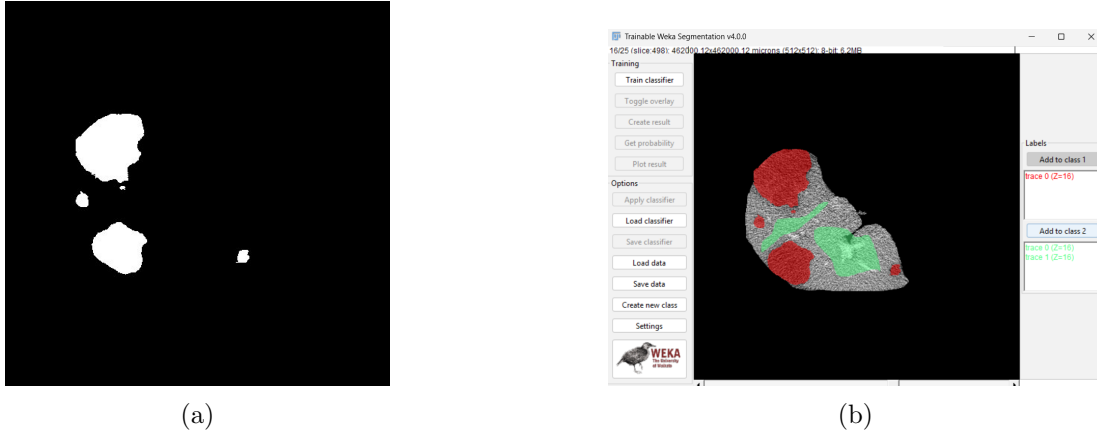 Trainable Weka Segmentation v4.0.0
16/25 (slice:498); 462000.12x462000.12 microns (512x512); 8-bit; 6.2MB
Training
Train classifier
Toggle overlay
Create result
Get probability
Plot result
Options
Apply classifier
Load classifier
Save classifier
Load data
Save data
Create new class
Settings
WEKA
The University
of Waikato
Labels
Add to class 1
trace 0 (Z=16)
Add to class 2
trace 0 (Z=16)
trace 1 (Z=16)
(a)
(b)